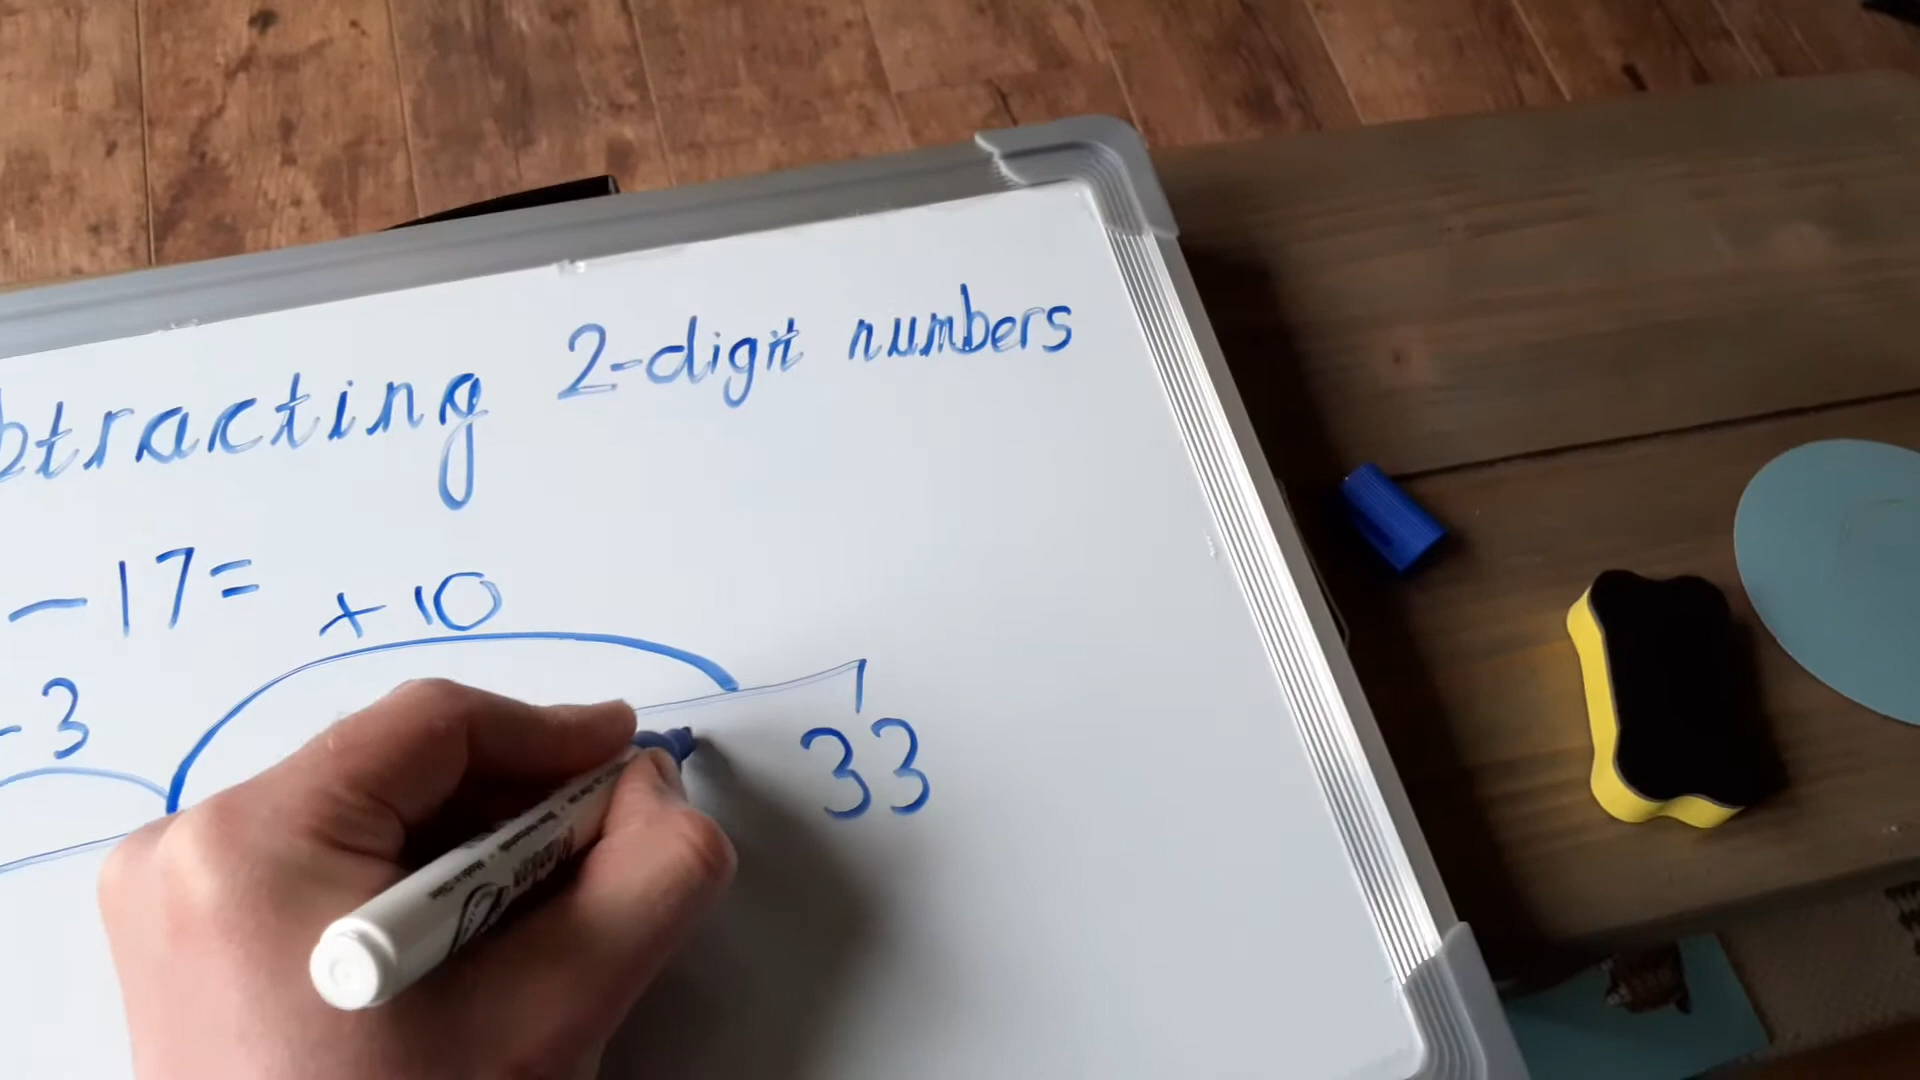 btracting 2-digit numbers
-17=
+10
-3
33